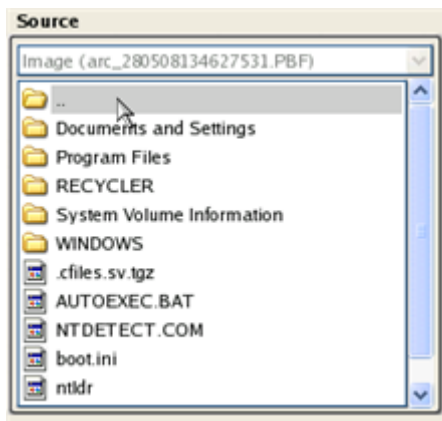 Source
Image (arc_280508134627531.PBF)
..
Documents and Settings
Program Files
RECYCLER
System Volume Information
WINDOWS
.cfiles.sv.tgz
AUTOEXEC.BAT
NTDETECT.COM
boot.ini
ntldr